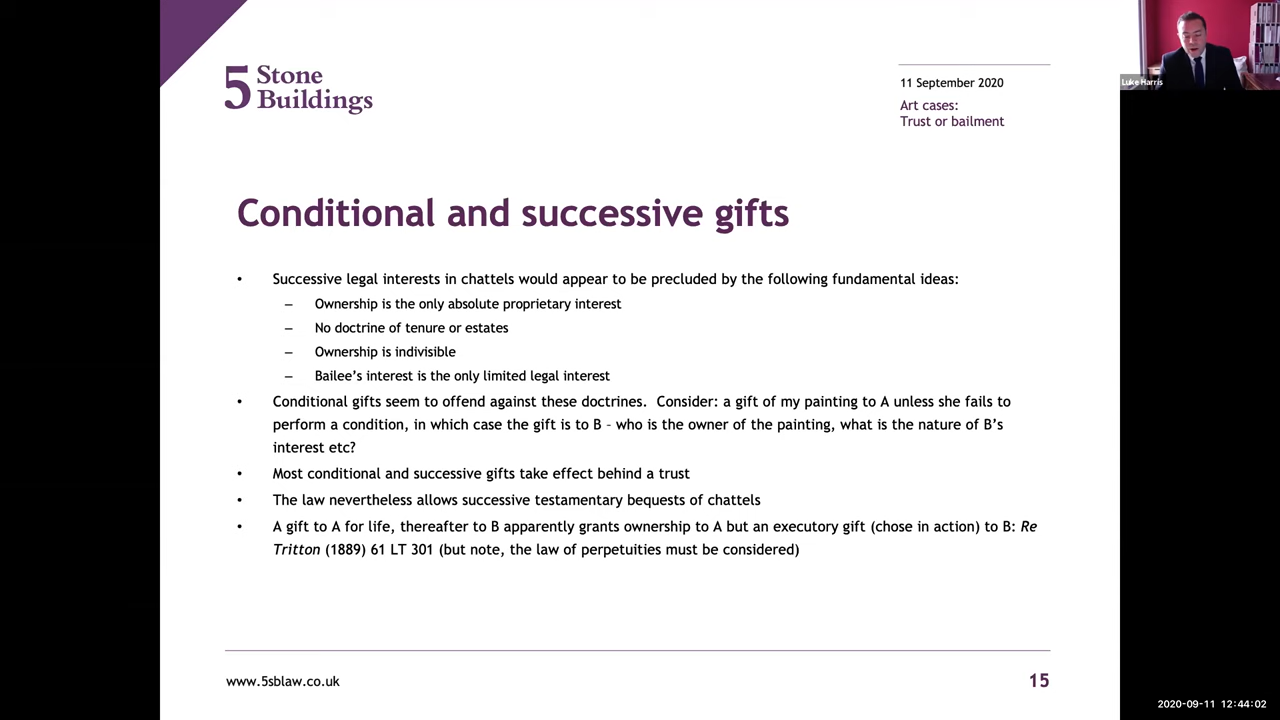 5 Stone
Buildings
11 September 2020
Art cases:
Trust or bailment
Luke Harris
Conditional and successive gifts
• Successive legal interests in chattels would appear to be precluded by the following fundamental ideas:
– Ownership is the only absolute proprietary interest
– No doctrine of tenure or estates
– Ownership is indivisible
– Bailee’s interest is the only limited legal interest
• Conditional gifts seem to offend against these doctrines. Consider: a gift of my painting to A unless she fails to
perform a condition, in which case the gift is to B – who is the owner of the painting, what is the nature of B’s
interest etc?
• Most conditional and successive gifts take effect behind a trust
• The law nevertheless allows successive testamentary bequests of chattels
• A gift to A for life, thereafter to B apparently grants ownership to A but an executory gift (chose in action) to B: Re
Tritton (1889) 61 LT 301 (but note, the law of perpetuities must be considered)
www.5sblaw.co.uk
15
2020-09-11 12:44:02